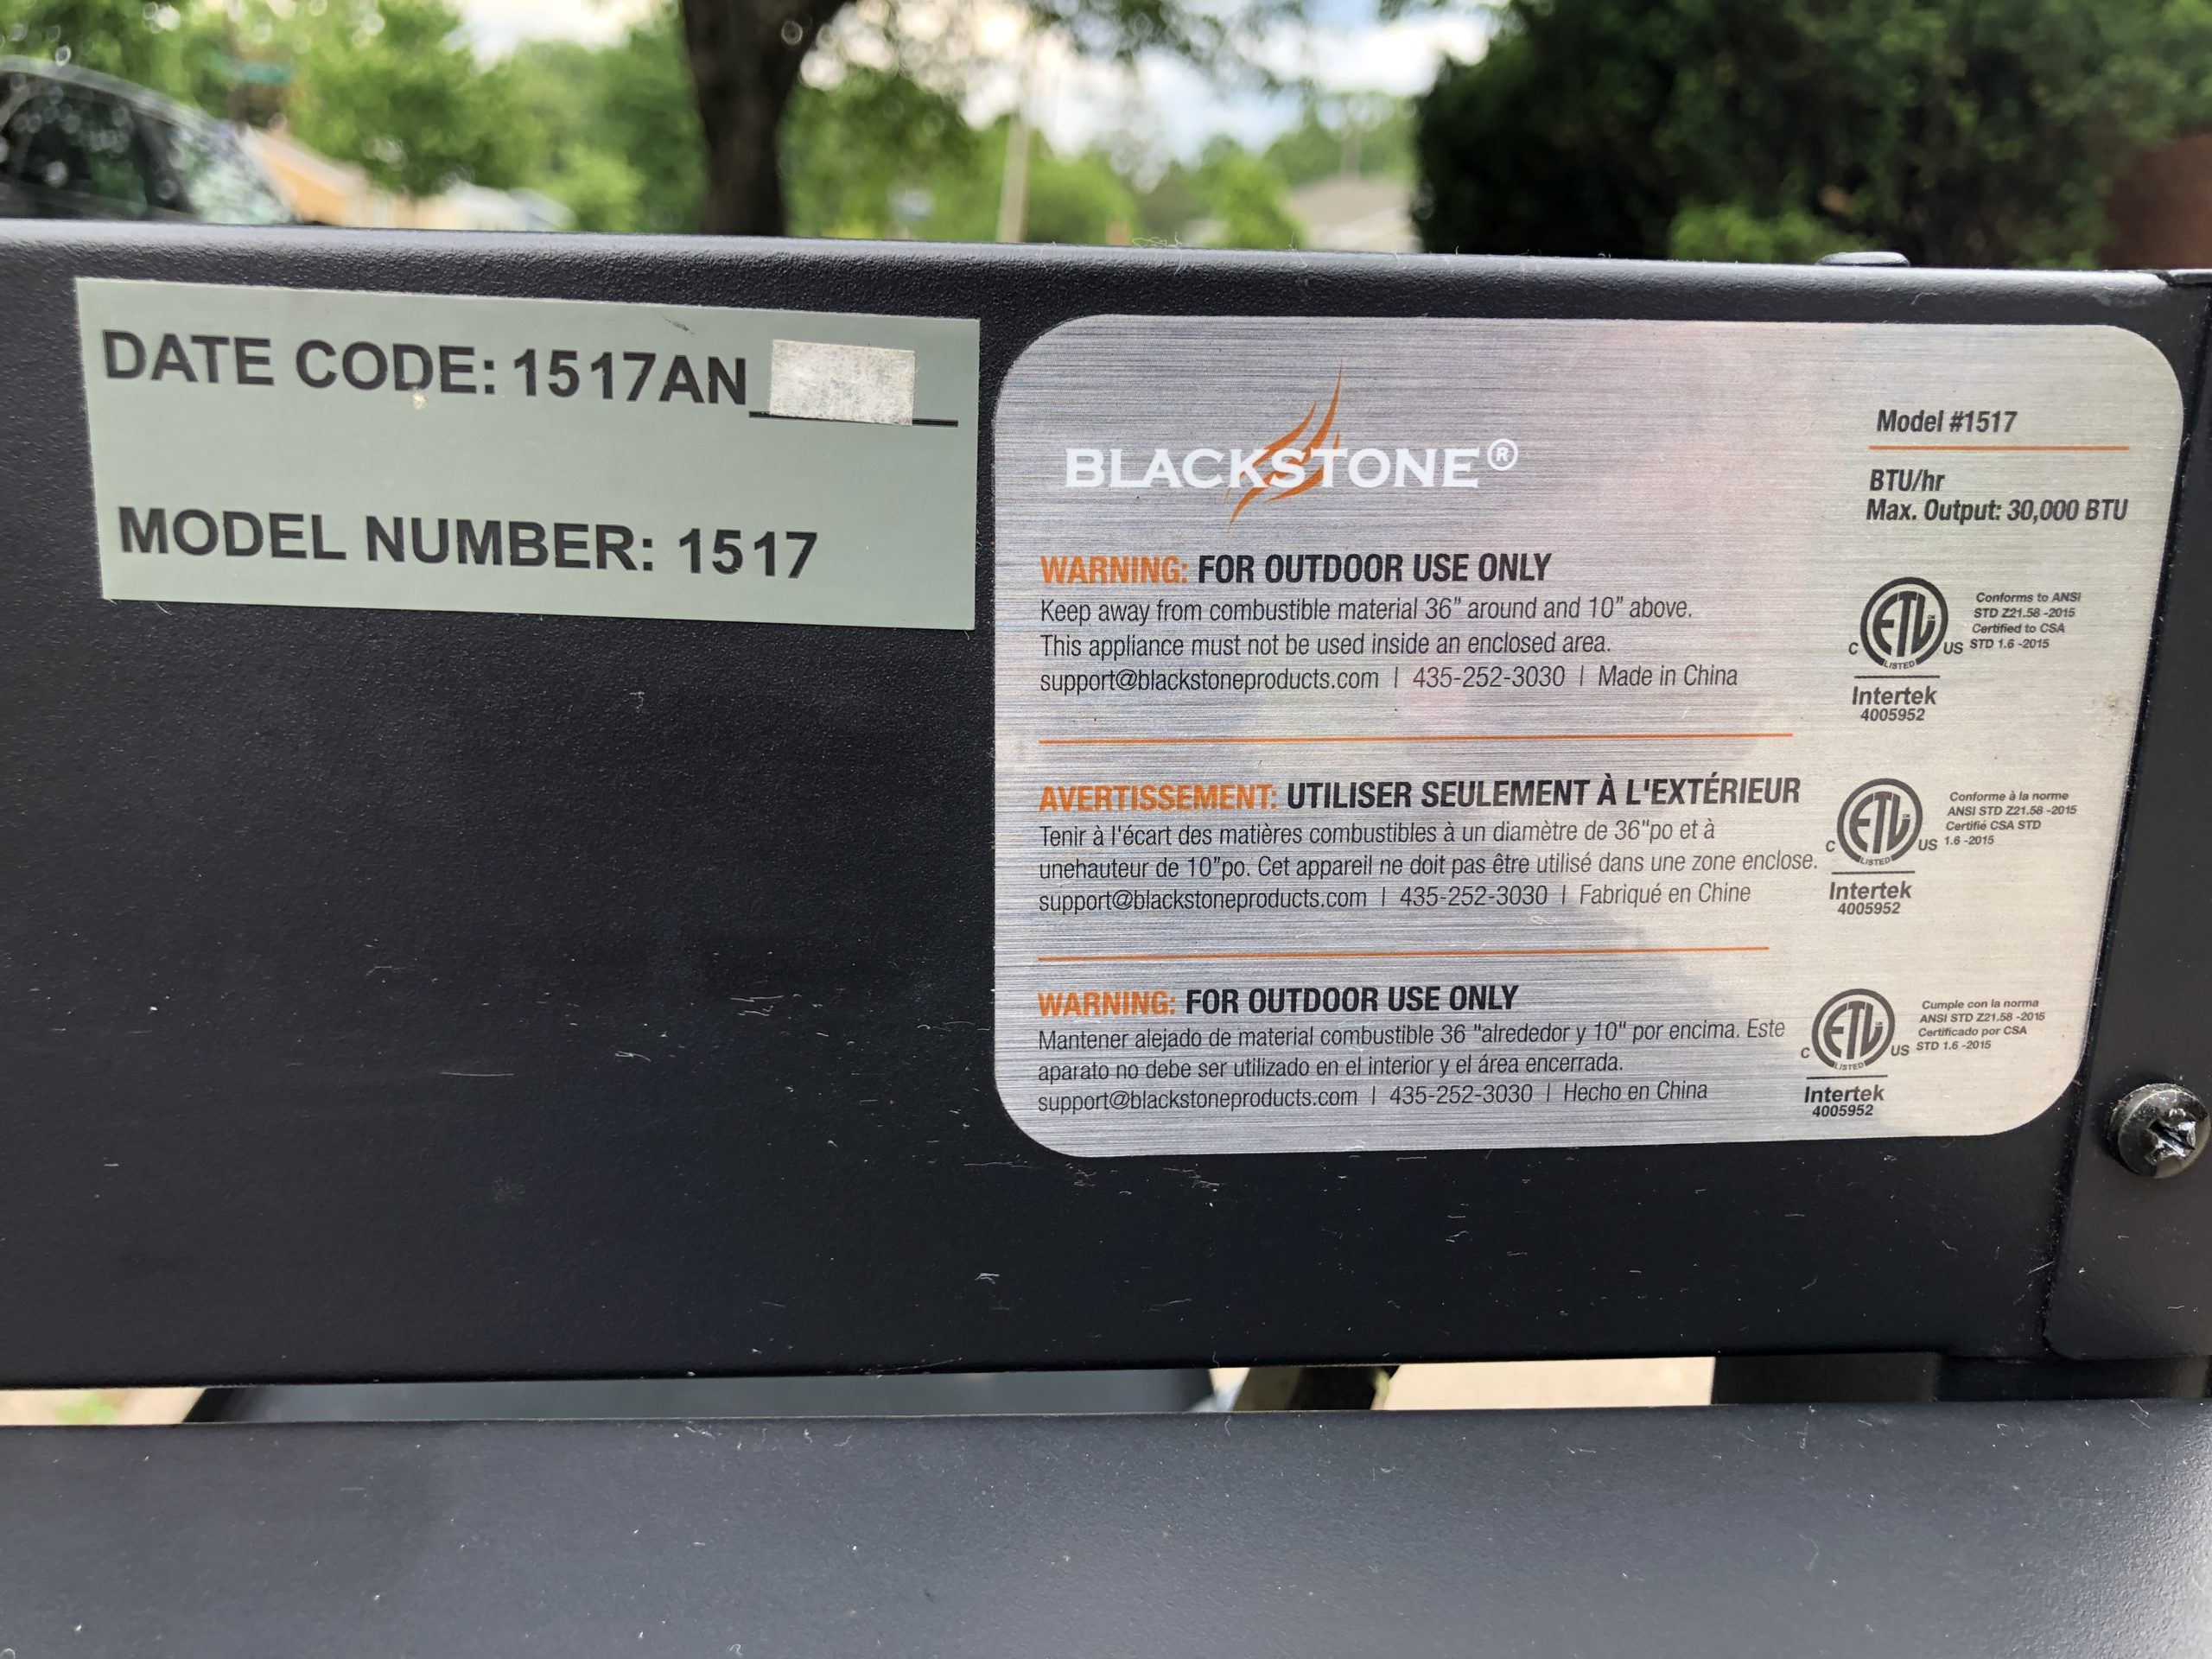 DATE CODE: 1517AN
MODEL NUMBER: 1517
BLACKSTONE®
Model #1517
BTU/hr
Max. Output: 30,000 BTU
WARNING: FOR OUTDOOR USE ONLY
Keep away from combustible material 36" around and 10" above.
This appliance must not be used inside an enclosed area.
support@blackstoneproducts.com | 435-252-3030 | Made in China
C ETL US
LISTED
Intertek
4005952
Conforms to ANSI
STD Z21.58 -2015
Certified to CSA
STD 1.6 -2015
AVERTISSEMENT: UTILISER SEULEMENT À L'EXTÉRIEUR
Tenir à l'écart des matières combustibles à un diamètre de 36"po et à
unehauteur de 10"po. Cet appareil ne doit pas être utilisé dans une zone enclose.
support@blackstoneproducts.com | 435-252-3030 | Fabriqué en Chine
C ETL US
LISTED
Intertek
4005952
Conforme à la norme
ANSI STD Z21.58 -2015
Certifié CSA STD
1.6 -2015
WARNING: FOR OUTDOOR USE ONLY
Mantener alejado de material combustible 36 "alrededor y 10" por encima. Este
aparato no debe ser utilizado en el interior y el área encerrada.
support@blackstoneproducts.com | 435-252-3030 | Hecho en China
C ETL US
LISTED
Intertek
4005952
Cumple con la norma
ANSI STD Z21.58 -2015
Certificado por CSA
STD 1.6 -2015